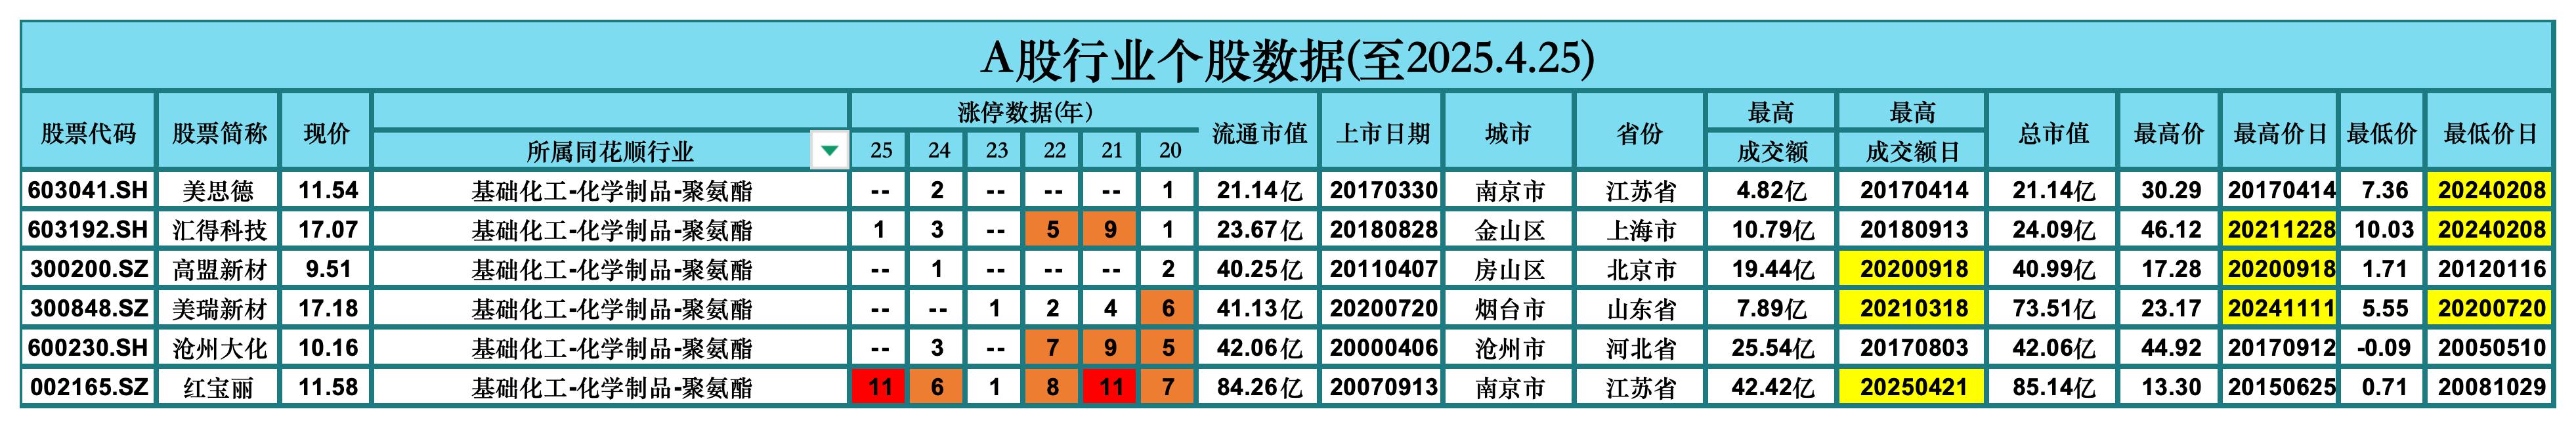 A股行业个股数据(至2025.4.25)
股票代码 股票简称 现价 所属同花顺行业 涨停数据(年) 25 24 23 22 21 20 流通市值 上市日期 城市 省份 最高成交额 最高成交额日 总市值 最高价 最高价日 最低价 最低价日
603041.SH 美思德 11.54 基础化工-化学制品-聚氨酯 -- 2 -- -- -- 1 21.14亿 20170330 南京市 江苏省 4.82亿 20170414 21.14亿 30.29 20170414 7.36 20240208
603192.SH 汇得科技 17.07 基础化工-化学制品-聚氨酯 1 3 -- 5 9 1 23.67亿 20180828 金山区 上海市 10.79亿 20180913 24.09亿 46.12 20211228 10.03 20240208
300200.SZ 高盟新材 9.51 基础化工-化学制品-聚氨酯 -- 1 -- -- -- 2 40.25亿 20110407 房山区 北京市 19.44亿 20200918 40.99亿 17.28 20200918 1.71 20120116
300848.SZ 美瑞新材 17.18 基础化工-化学制品-聚氨酯 -- -- 1 2 4 6 41.13亿 20200720 烟台市 山东省 7.89亿 20210318 73.51亿 23.17 20241111 5.55 20200720
600230.SH 沧州大化 10.16 基础化工-化学制品-聚氨酯 -- 3 -- 7 9 5 42.06亿 20000406 沧州市 河北省 25.54亿 20170803 42.06亿 44.92 20170912 -0.09 20050510
002165.SZ 红宝丽 11.58 基础化工-化学制品-聚氨酯 11 6 1 8 11 7 84.26亿 20070913 南京市 江苏省 42.42亿 20250421 85.14亿 13.30 20150625 0.71 20081029